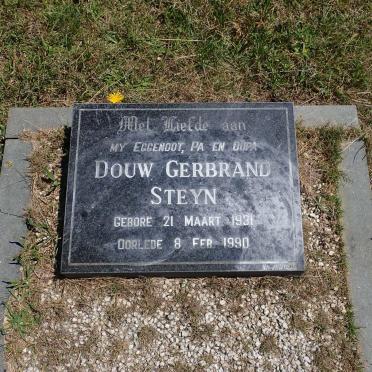 Met Liefde aan
MY EGGENOOT, PA EN OUPA
DOUW GERBRAND
STEYN
GEBORE 21 MAART 1931
OORLEDE 8 FEB 1990